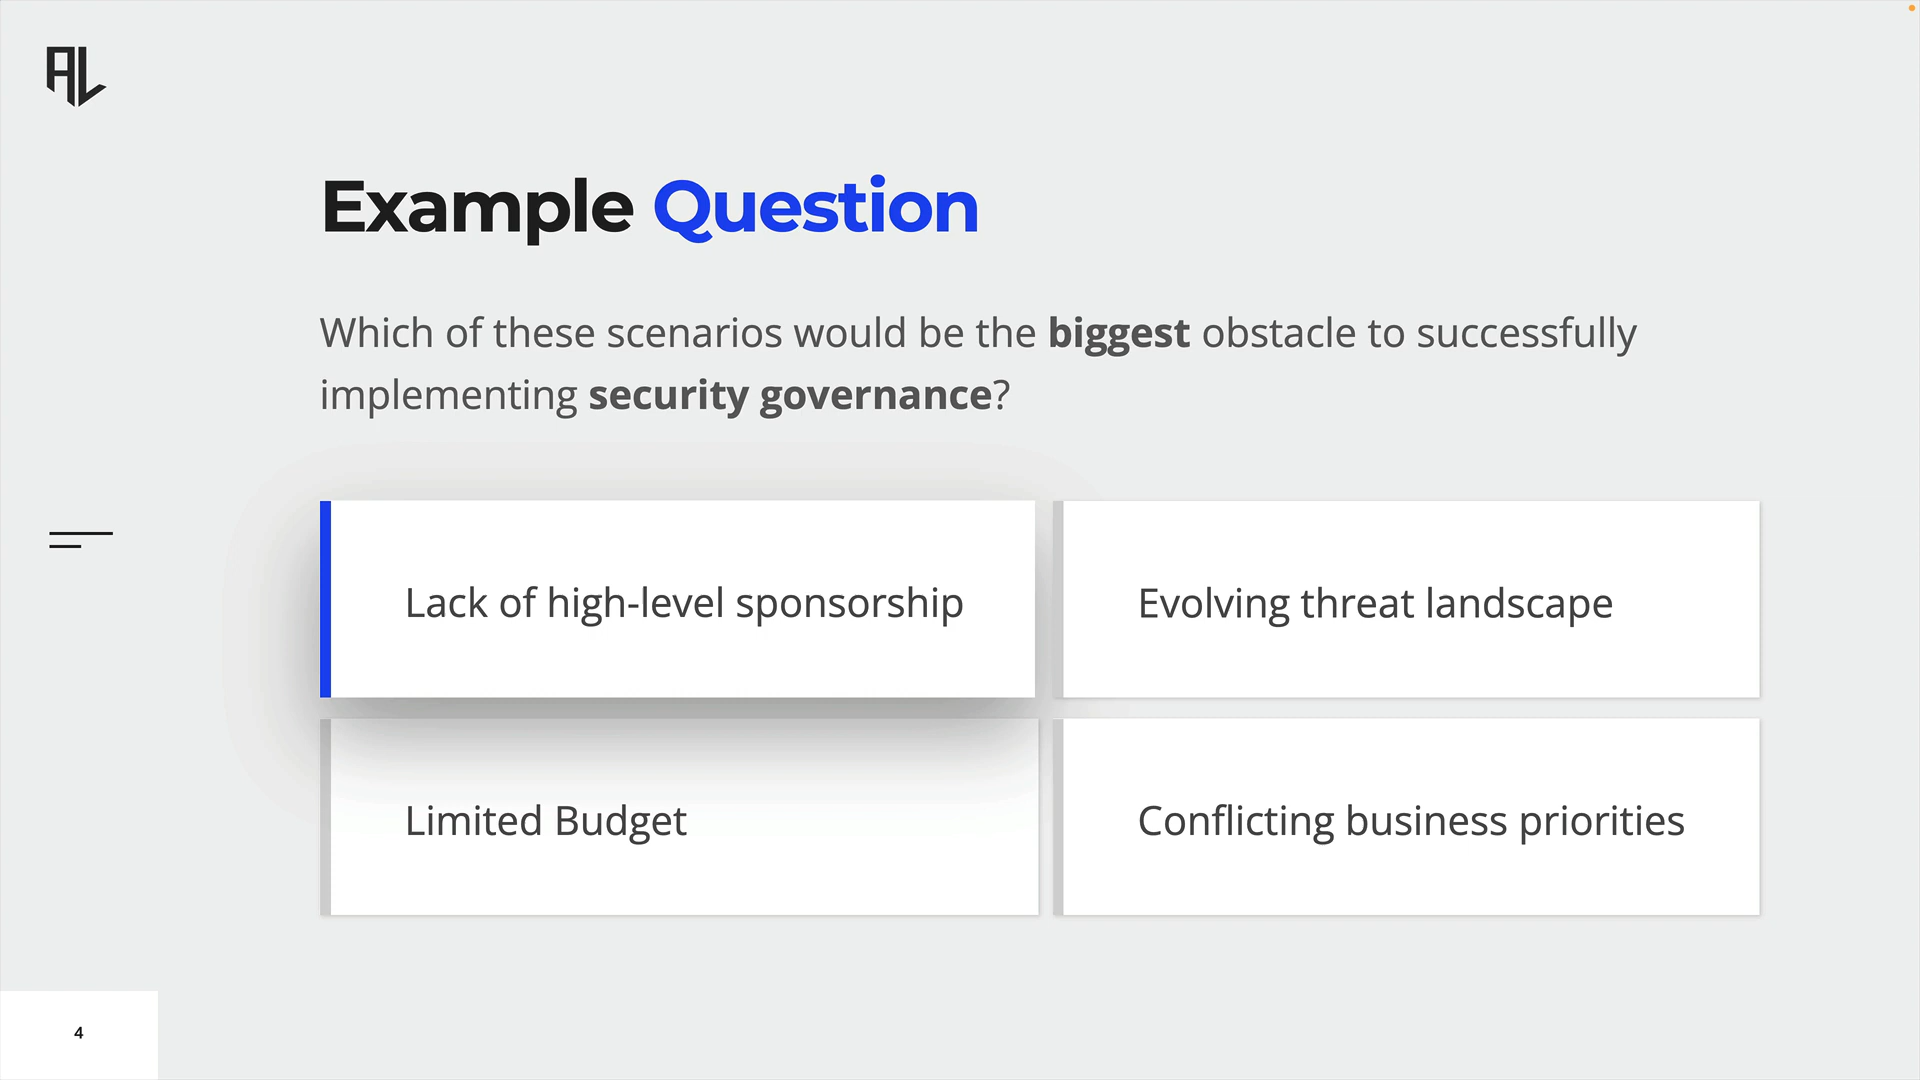 AL
Example Question
Which of these scenarios would be the biggest obstacle to successfully
implementing security governance?
Lack of high-level sponsorship
Evolving threat landscape
Limited Budget
Conflicting business priorities
4